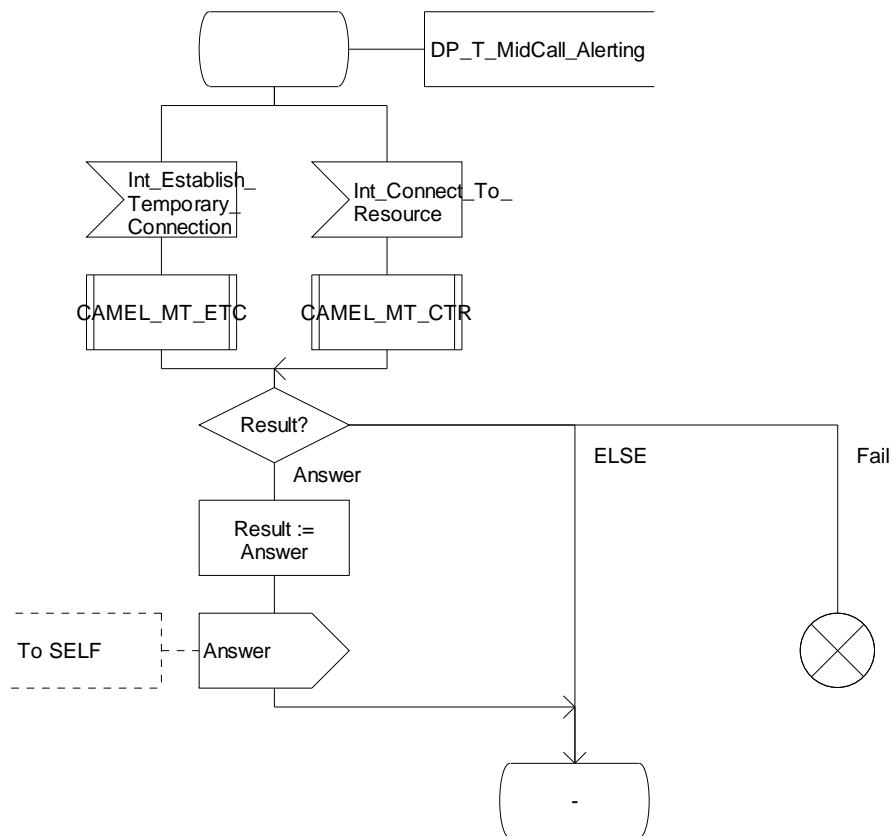 DP_T_MidCall_Alerting
Int_Establish_
Temporary_
Connection
Int_Connect_To_
Resource
CAMEL_MT_ETC
CAMEL_MT_CTR
Result?
ELSE
Fail
Answer
Result :=
Answer
To SELF
Answer
-